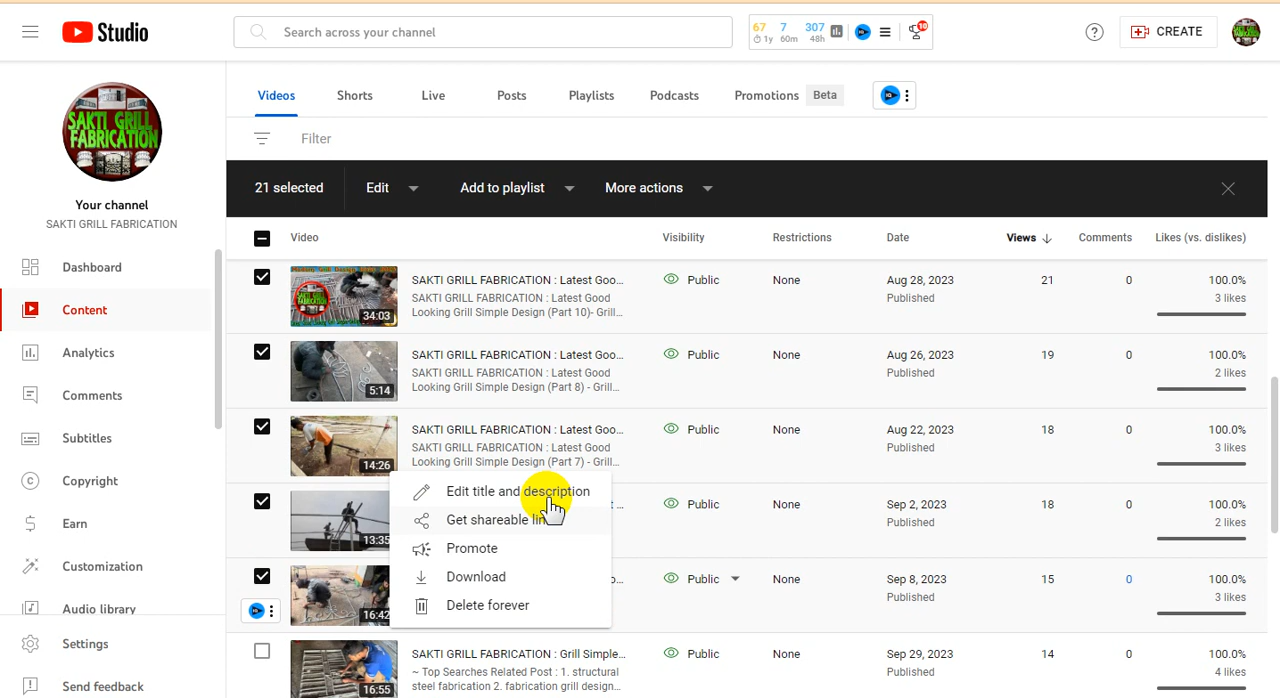 Studio
Search across your channel
67 7 307
1y 60m 48h
10
CREATE
SAKTI GRILL
FABRICATION
Your channel
SAKTI GRILL FABRICATION
Dashboard
Content
Analytics
Comments
Subtitles
Copyright
Earn
Customization
Audio library
Settings
Send feedback
Videos Shorts Live Posts Playlists Podcasts Promotions Beta
Filter
21 selected Edit Add to playlist More actions
Video Visibility Restrictions Date Views Comments Likes (vs. dislikes)
34:03
SAKTI GRILL FABRICATION : Latest Goo... Public None Aug 28, 2023 21 0 100.0%
SAKTI GRILL FABRICATION : Latest Good Published 3 likes
Looking Grill Simple Design (Part 10)- Grill...
5:14
SAKTI GRILL FABRICATION : Latest Goo... Public None Aug 26, 2023 19 0 100.0%
SAKTI GRILL FABRICATION : Latest Good Published 2 likes
Looking Grill Simple Design (Part 8) - Grill...
14:26
SAKTI GRILL FABRICATION : Latest Goo... Public None Aug 22, 2023 18 0 100.0%
SAKTI GRILL FABRICATION : Latest Good Published 3 likes
Looking Grill Simple Design (Part 7) - Grill...
13:35
Public None Sep 2, 2023 18 0 100.0%
Published 2 likes
16:42
Public None Sep 8, 2023 15 0 100.0%
Published 3 likes
Edit title and description
Get shareable
Promote
Download
Delete forever
16:55
SAKTI GRILL FABRICATION : Grill Simple... Public None Sep 29, 2023 14 0 100.0%
~ Top Searches Related Post : 1. structural Published 4 likes
steel fabrication 2. fabrication grill design...